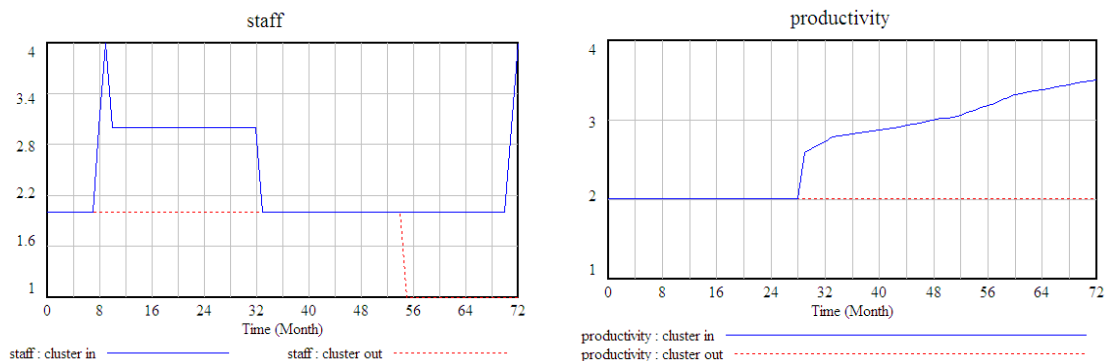 staff
4
3.4
2.8
2.2
1.6
1
0 8 16 24 32 40 48 56 64 72
Time (Month)
staff : cluster in
staff : cluster out
productivity
4
3
2
1
0 8 16 24 32 40 48 56 64 72
Time (Month)
productivity : cluster in
productivity : cluster out